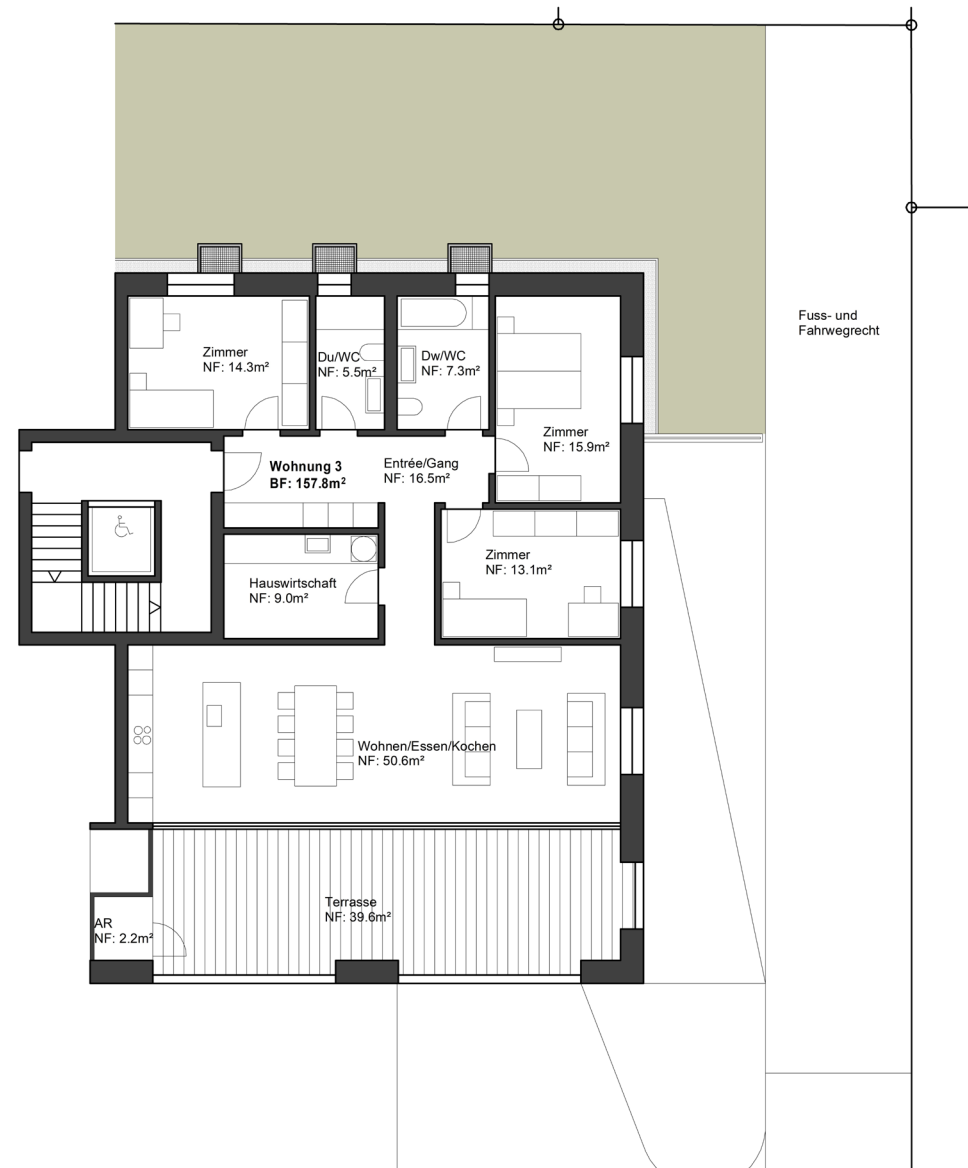 Fuss- und
Fahrwegrecht
Zimmer
NF: 14.3m²
Du/WC
NF: 5.5m²
Dw/WC
NF: 7.3m²
Zimmer
NF: 15.9m²
Wohnung 3
BF: 157.8m²
Entrée/Gang
NF: 16.5m²
Zimmer
NF: 13.1m²
Hauswirtschaft
NF: 9.0m²
Wohnen/Essen/Kochen
NF: 50.6m²
Terrasse
NF: 39.6m²
AR
NF: 2.2m²